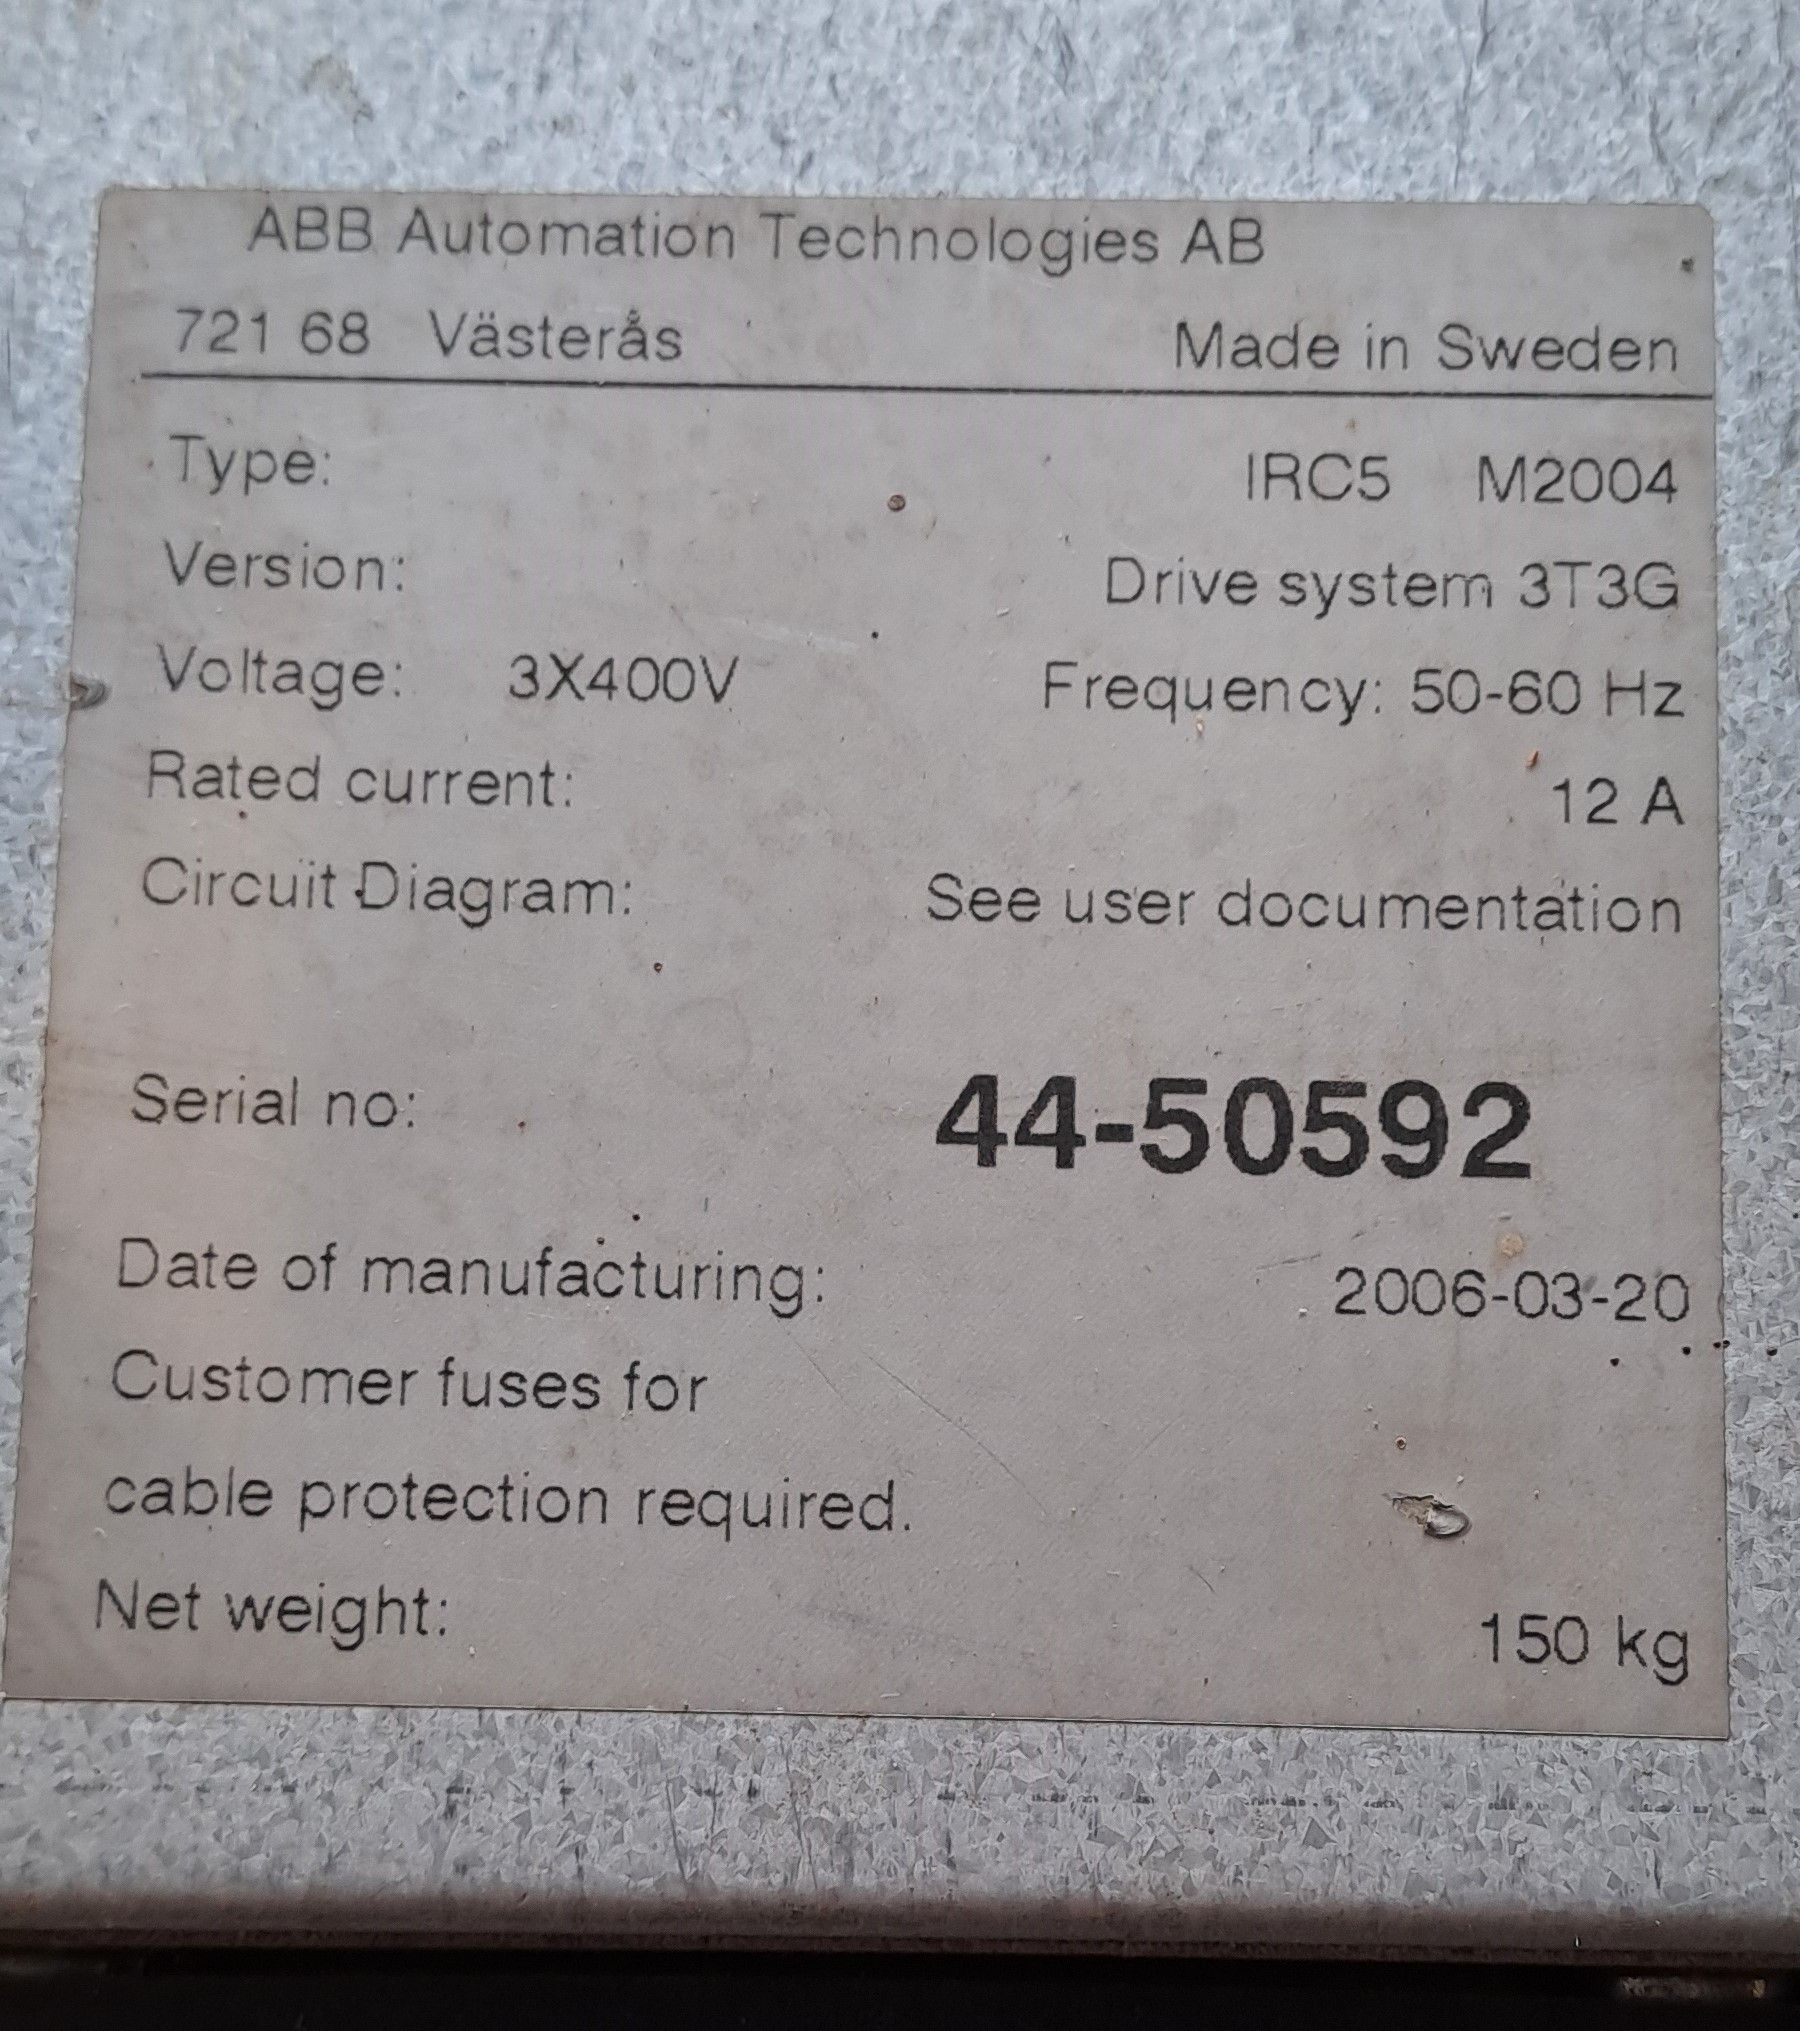 ABB Automation Technologies AB
721 68 Västerås Made in Sweden
Type: IRC5 M2004
Version: Drive system 3T3G
Voltage: 3X400V Frequency: 50-60 Hz
Rated current: 12 A
Circuit Diagram: See user documentation
Serial no: 44-50592
Date of manufacturing: 2006-03-20
Customer fuses for
cable protection required.
Net weight: 150 kg